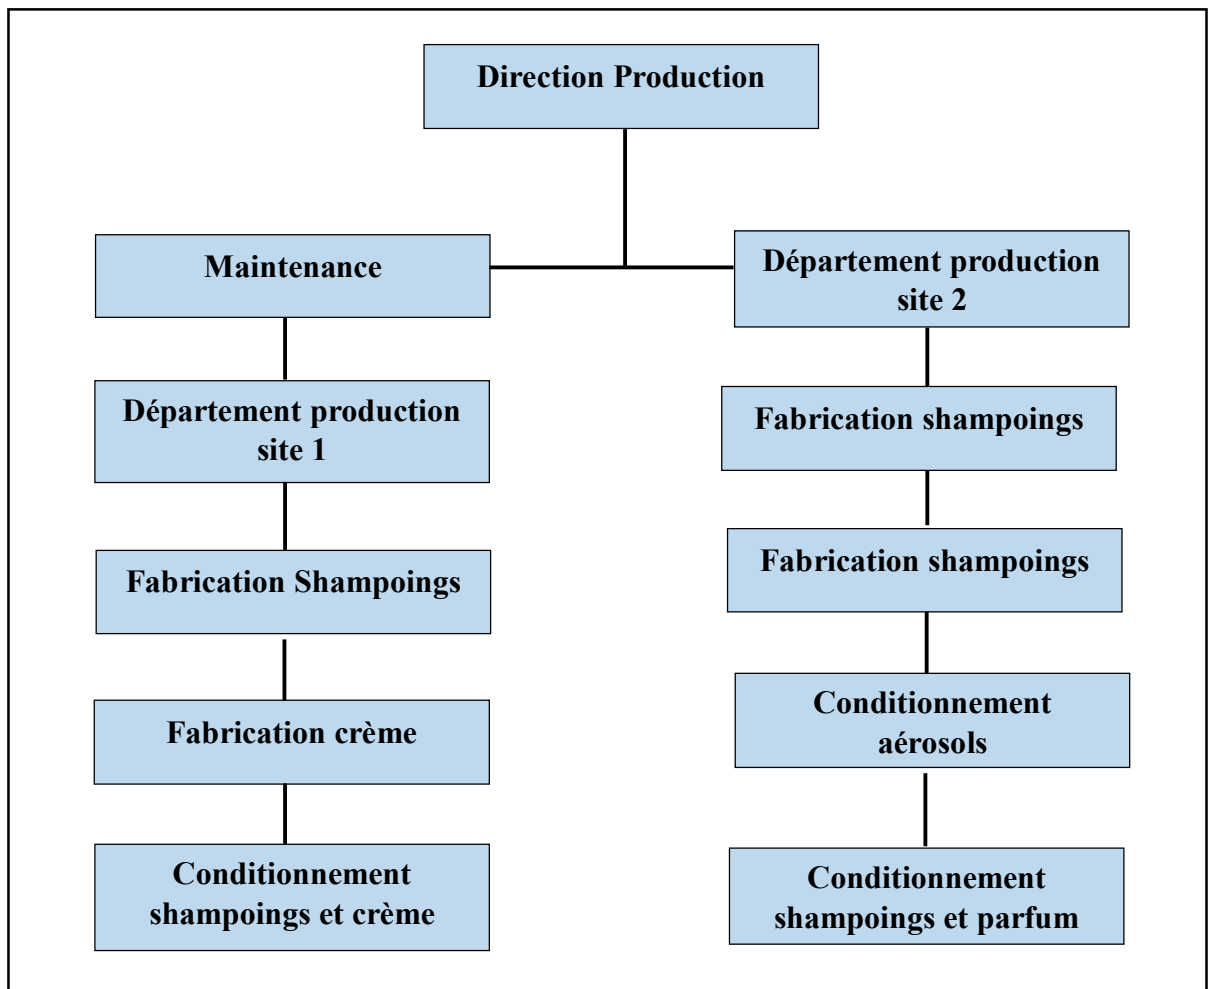 Direction Production
Maintenance
Département production
site 2
Département production
site 1
Fabrication shampoings
Fabrication Shampoings
Fabrication shampoings
Fabrication crème
Conditionnement
aérosols
Conditionnement
shampoings et crème
Conditionnement
shampoings et parfum